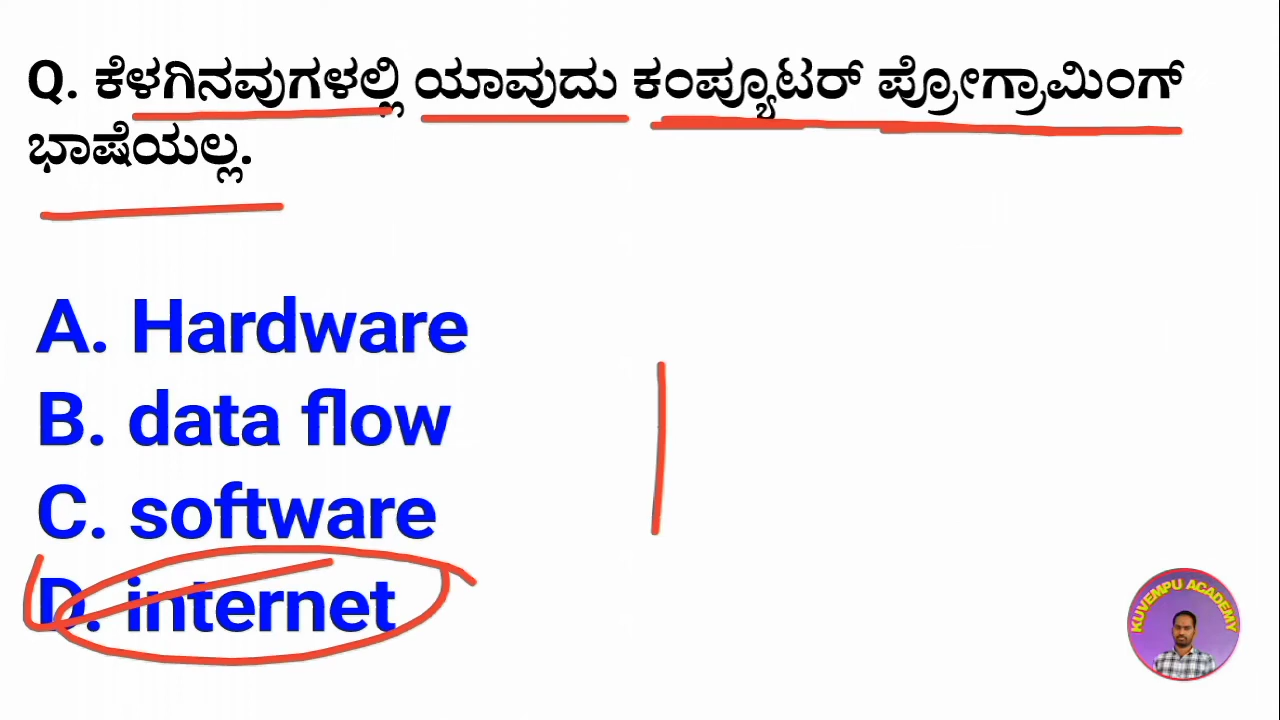 Q. ಕೆಳಗಿನವುಗಳಲ್ಲಿ ಯಾವುದು ಕಂಪ್ಯೂಟರ್ ಪ್ರೋಗ್ರಾಮಿಂಗ್
ಭಾಷೆಯಲ್ಲ.
A. Hardware
B. data flow
C. software
D. internet
KUVEMPU ACADEMY